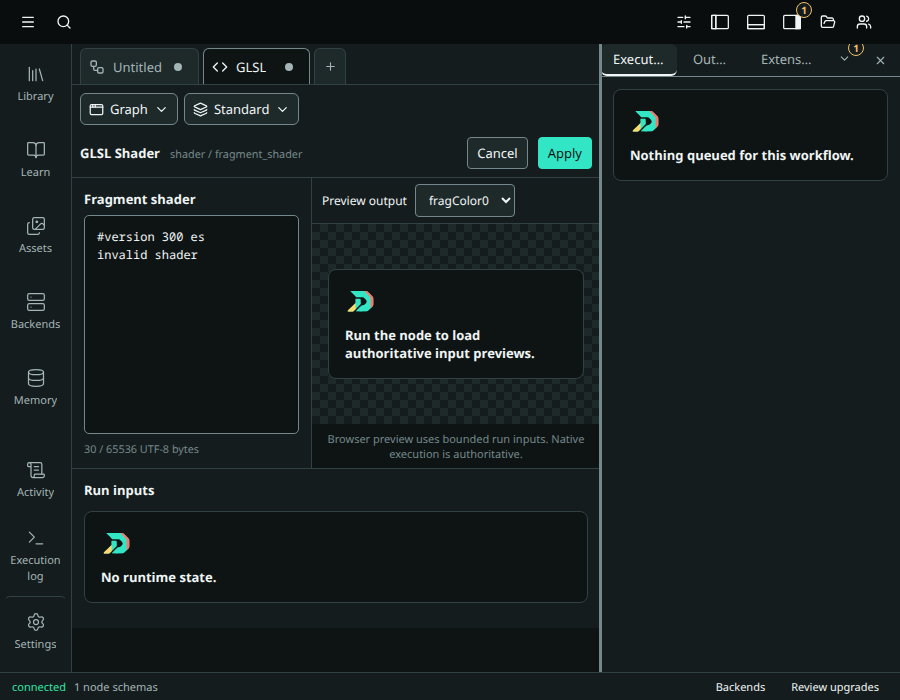 1
Library
Learn
Assets
Backends
Memory
Activity
Execution
log
Settings
Untitled
GLSL
Graph
Standard
GLSL Shader shader / fragment_shader
Cancel
Apply
Fragment shader
#version 300 es
invalid shader
30 / 65536 UTF-8 bytes
Preview output
fragColor0
Run the node to load
authoritative input previews.
Browser preview uses bounded run inputs. Native
execution is authoritative.
Run inputs
No runtime state.
Execut...
Out...
Extens...
1
Nothing queued for this workflow.
connected 1 node schemas
Backends
Review upgrades